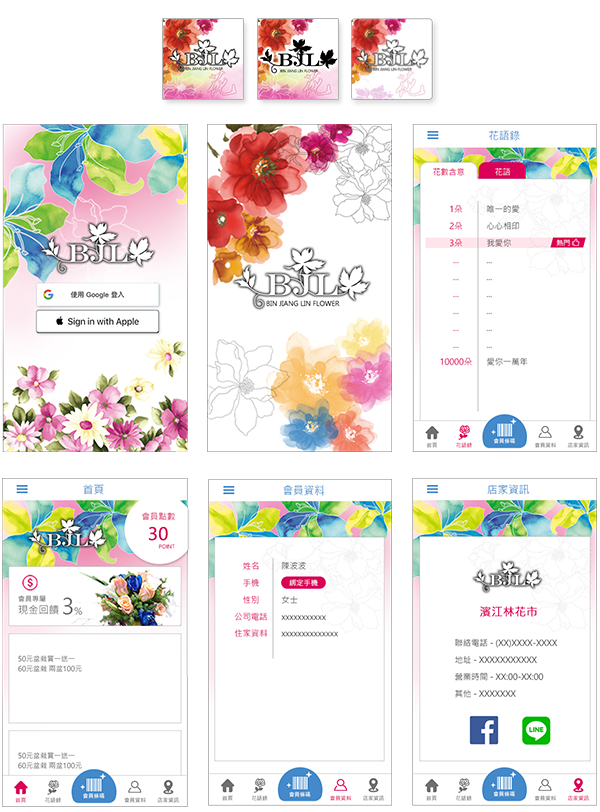 BJL
BIN JIANG LIN FLOWER
BJL
BIN JIANG LIN FLOWER
BJL
BIN JIANG LIN FLOWER
BJL
使用 Google 登入
Sign in with Apple
BJL
BIN JIANG LIN FLOWER
花語錄
花數含意 花語
1朵 唯一的愛
2朵 心心相印
3朵 我愛你 熱門
... ...
... ...
... ...
... ...
... ...
10000朵 愛你一萬年
首頁 花語錄 會員條碼 會員資料 店家資訊
首頁
BJL
會員點數
30
POINT
會員專屬
現金回饋 3%
50元盆栽買一送一
60元盆栽 兩盆100元
50元盆栽買一送一
60元盆栽 兩盆100元
首頁 花語錄 會員條碼 會員資料 店家資訊
會員資料
姓名 陳波波
手機 綁定手機
性別 女士
公司電話 xxxxxxxxxxx
住家資料 xxxxxxxxxxxxxx
首頁 花語錄 會員條碼 會員資料 店家資訊
店家資訊
BJL
濱江林花市
聯絡電話 - (XX)XXXX-XXXX
地址 - XXXXXXXXXXX
營業時間 - XX:00-XX:00
其他 - XXXXXXX
LINE
首頁 花語錄 會員條碼 會員資料 店家資訊